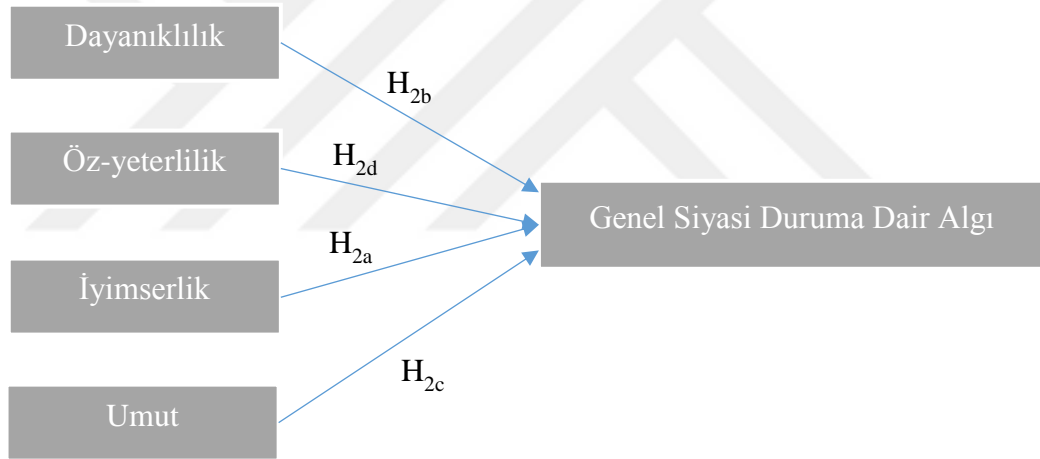 Dayanıklılık
H2b
Öz-yeterlilik
H2d
Genel Siyasi Duruma Dair Algı
H2a
İyimserlik
H2c
Umut